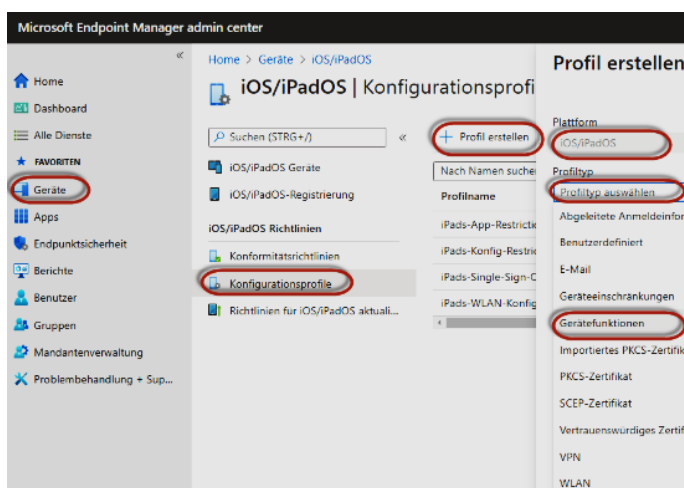 Microsoft Endpoint Manager admin center
«
Home
Dashboard
Alle Dienste
FAVORITEN
Geräte
Apps
Endpunktsicherheit
Berichte
Benutzer
Gruppen
Mandantenverwaltung
Problembehandlung + Sup...
Home > Geräte > iOS/iPadOS
iOS/iPadOS | Konfigurationsprofi
Suchen (STRG+/)
«
iOS/iPadOS Geräte
iOS/iPadOS-Registrierung
iOS/iPadOS Richtlinien
Konformitätsrichtlinien
Konfigurationsprofile
Richtlinien für iOS/iPadOS aktuali...
+ Profil erstellen
Nach Namen suche
Profilname
iPads-App-Restrictio
iPads-Konfig-Restri
iPads-Single-Sign-O
iPads-WLAN-Konfig
Profil erstellen
Plattform
iOS/iPadOS
Profiltyp
Profiltyp auswählen
Abgeleitete Anmeldeinfor
Benutzerdefiniert
E-Mail
Geräteeinschränkungen
Gerätefunktionen
Importiertes PKCS-Zertifik
PKCS-Zertifikat
SCEP-Zertifikat
Vertrauenswürdiges Zertif
VPN
WLAN